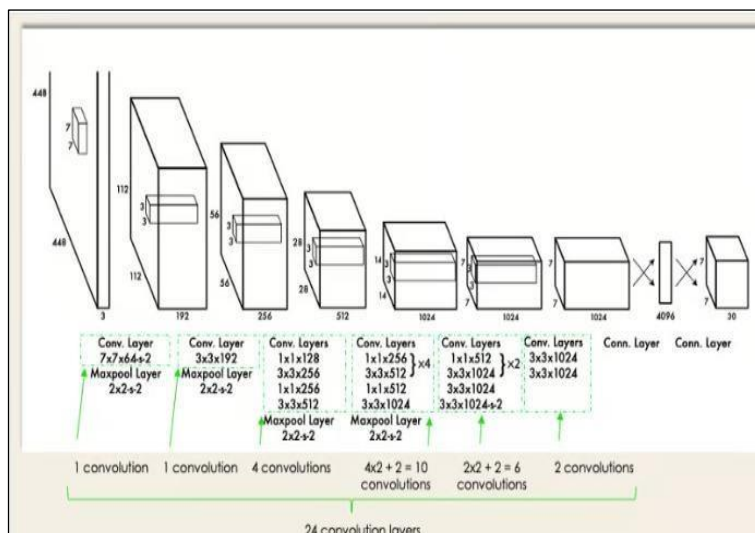 448
7
7
448
3
112
3
3
112
192
56
3
3
56
256
28
3
3
28
512
14
3
3
14
1024
7
3
3
7
1024
7
7
1024
4096
7
7
30
Conv. Layer
7x7x64-s-2
Maxpool Layer
2x2-s-2
Conv. Layer
3x3x192
Maxpool Layer
2x2-s-2
Conv. Layers
1x1x128
3x3x256
1x1x256
3x3x512
Maxpool Layer
2x2-s-2
Conv. Layers
1x1x256
3x3x512
}x4
1x1x512
3x3x1024
Maxpool Layer
2x2-s-2
Conv. Layers
1x1x512
3x3x1024
}x2
3x3x1024
3x3x1024-s-2
Conv. Layers
3x3x1024
3x3x1024
Conn. Layer
Conn. Layer
1 convolution
1 convolution
4 convolutions
4x2 + 2 = 10
convolutions
2x2 + 2 = 6
convolutions
2 convolutions
24 convolution layers